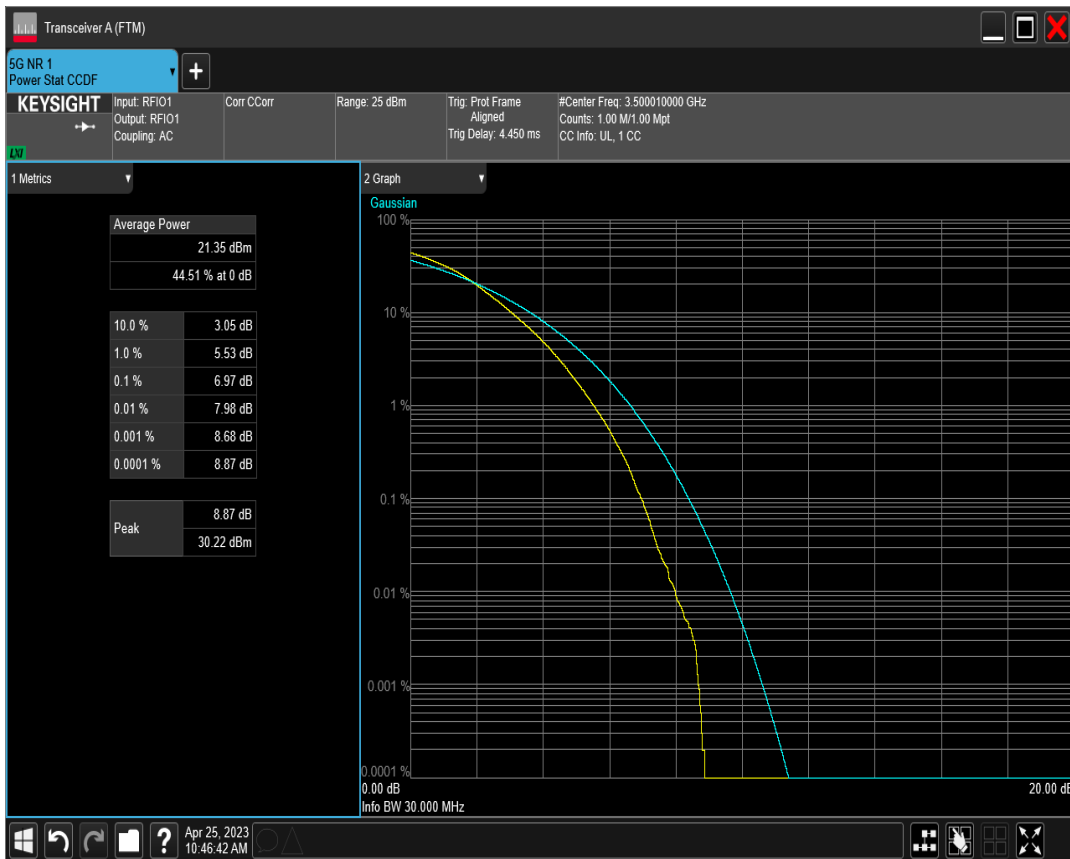 Transceiver A (FTM)
5G NR 1
Power Stat CCDF
+
KEYSIGHT
LXI
Input: RFIO1
Output: RFIO1
Coupling: AC
Corr CCorr
Range: 25 dBm
Trig: Prot Frame
Aligned
Trig Delay: 4.450 ms
#Center Freq: 3.500010000 GHz
Counts: 1.00 M/1.00 Mpt
CC Info: UL, 1 CC
1 Metrics
Average Power
21.35 dBm
44.51 % at 0 dB
10.0 % 3.05 dB
1.0 % 5.53 dB
0.1 % 6.97 dB
0.01 % 7.98 dB
0.001 % 8.68 dB
0.0001 % 8.87 dB
Peak
8.87 dB
30.22 dBm
2 Graph
Gaussian
100 %
10 %
1 %
0.1 %
0.01 %
0.001 %
0.0001 %
0.00 dB 20.00 dB
Info BW 30.000 MHz
?
Apr 25, 2023
10:46:42 AM